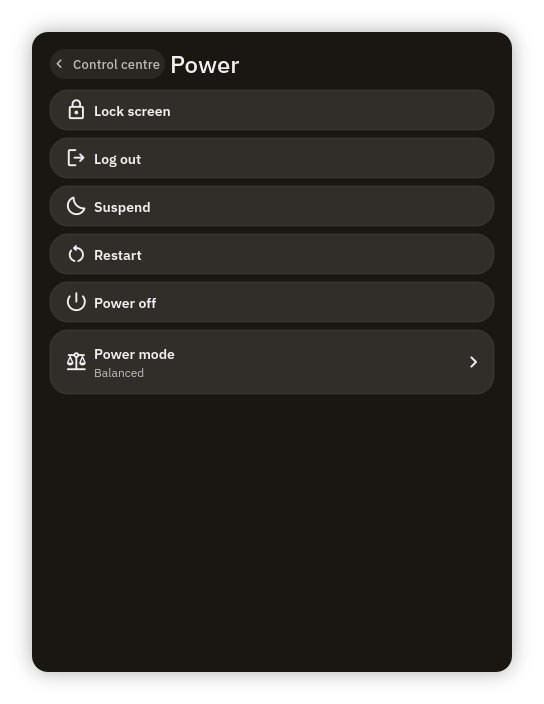 Control centre Power
Lock screen
Log out
Suspend
Restart
Power off
Power mode
Balanced